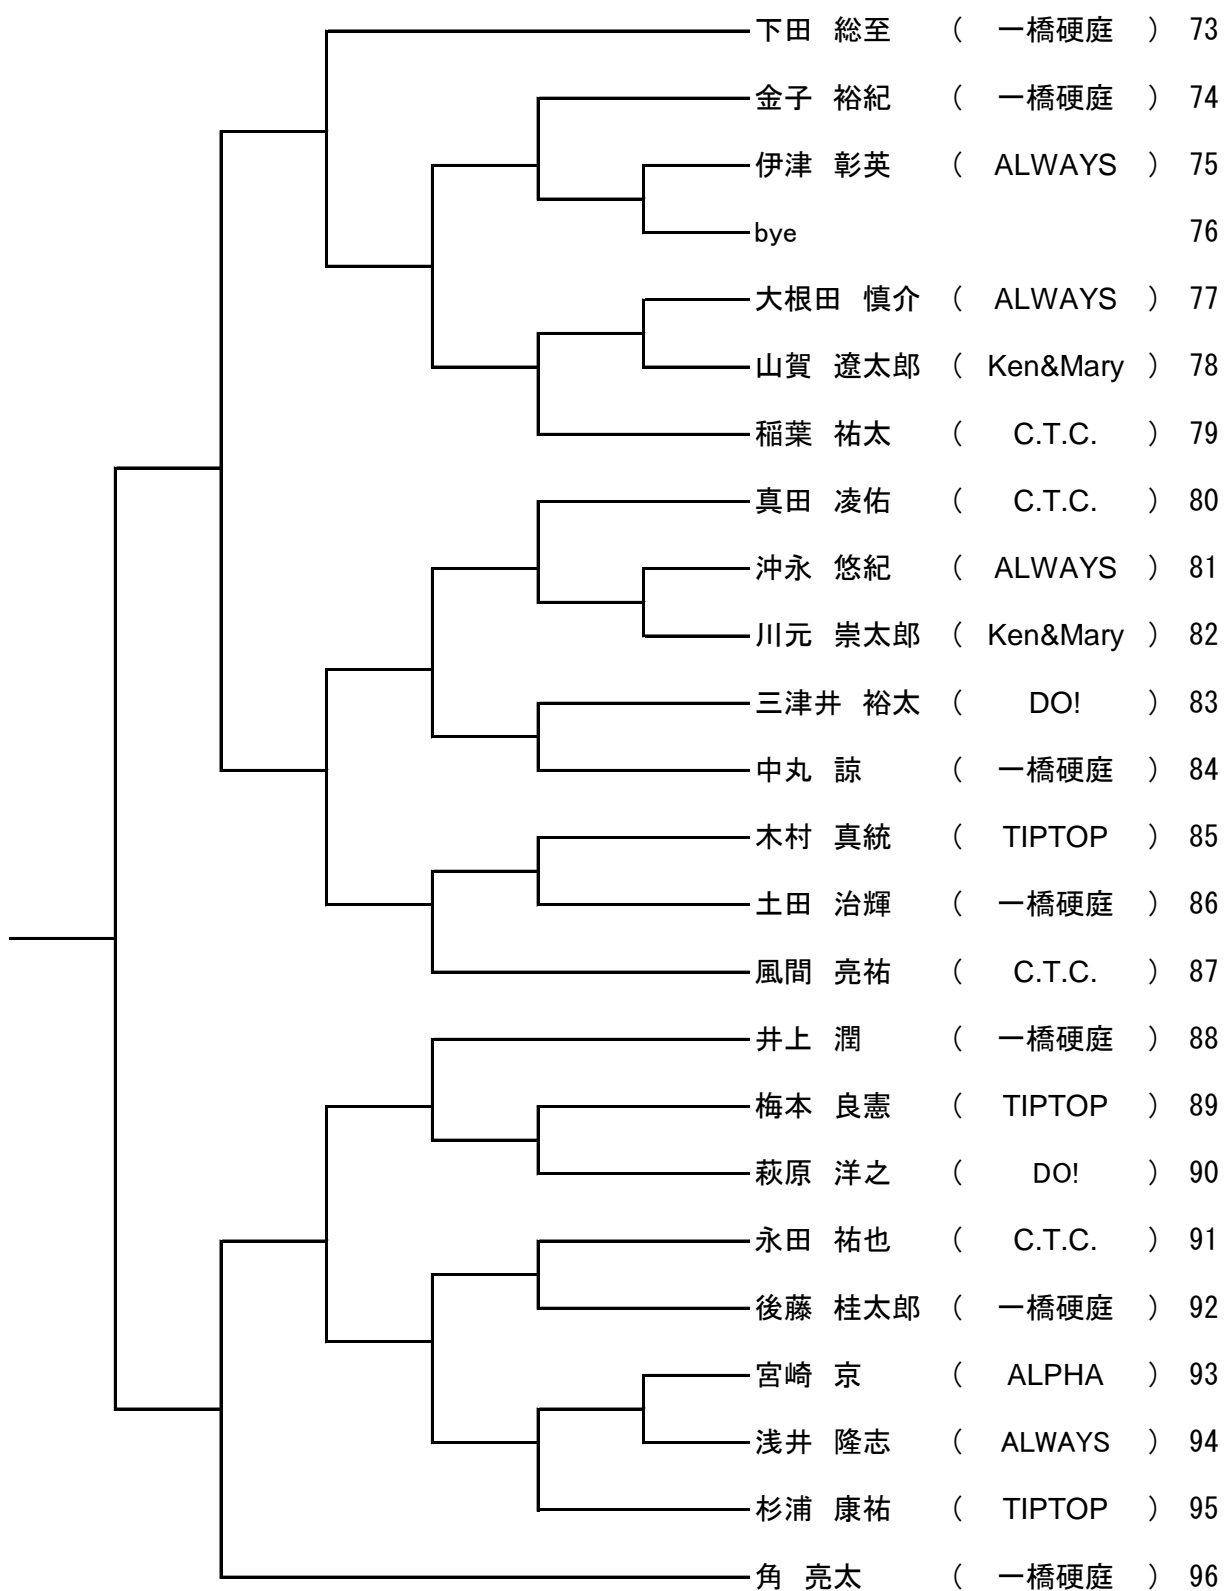 下田　総至 （ 一橋硬庭 ） 73
金子　裕紀 （ 一橋硬庭 ） 74
伊津　彰英 （ ALWAYS ） 75
bye 76
大根田　慎介 （ ALWAYS ） 77
山賀　遼太郎 （ Ken&Mary ） 78
稲葉　祐太 （ C.T.C. ） 79
真田　凌佑 （ C.T.C. ） 80
沖永　悠紀 （ ALWAYS ） 81
川元　崇太郎 （ Ken&Mary ） 82
三津井　裕太 （ DO! ） 83
中丸　諒 （ 一橋硬庭 ） 84
木村　真統 （ TIPTOP ） 85
土田　治輝 （ 一橋硬庭 ） 86
風間　亮祐 （ C.T.C. ） 87
井上　潤 （ 一橋硬庭 ） 88
梅本　良憲 （ TIPTOP ） 89
萩原　洋之 （ DO! ） 90
永田　祐也 （ C.T.C. ） 91
後藤　桂太郎 （ 一橋硬庭 ） 92
宮崎　京 （ ALPHA ） 93
浅井　隆志 （ ALWAYS ） 94
杉浦　康祐 （ TIPTOP ） 95
角　亮太 （ 一橋硬庭 ） 96